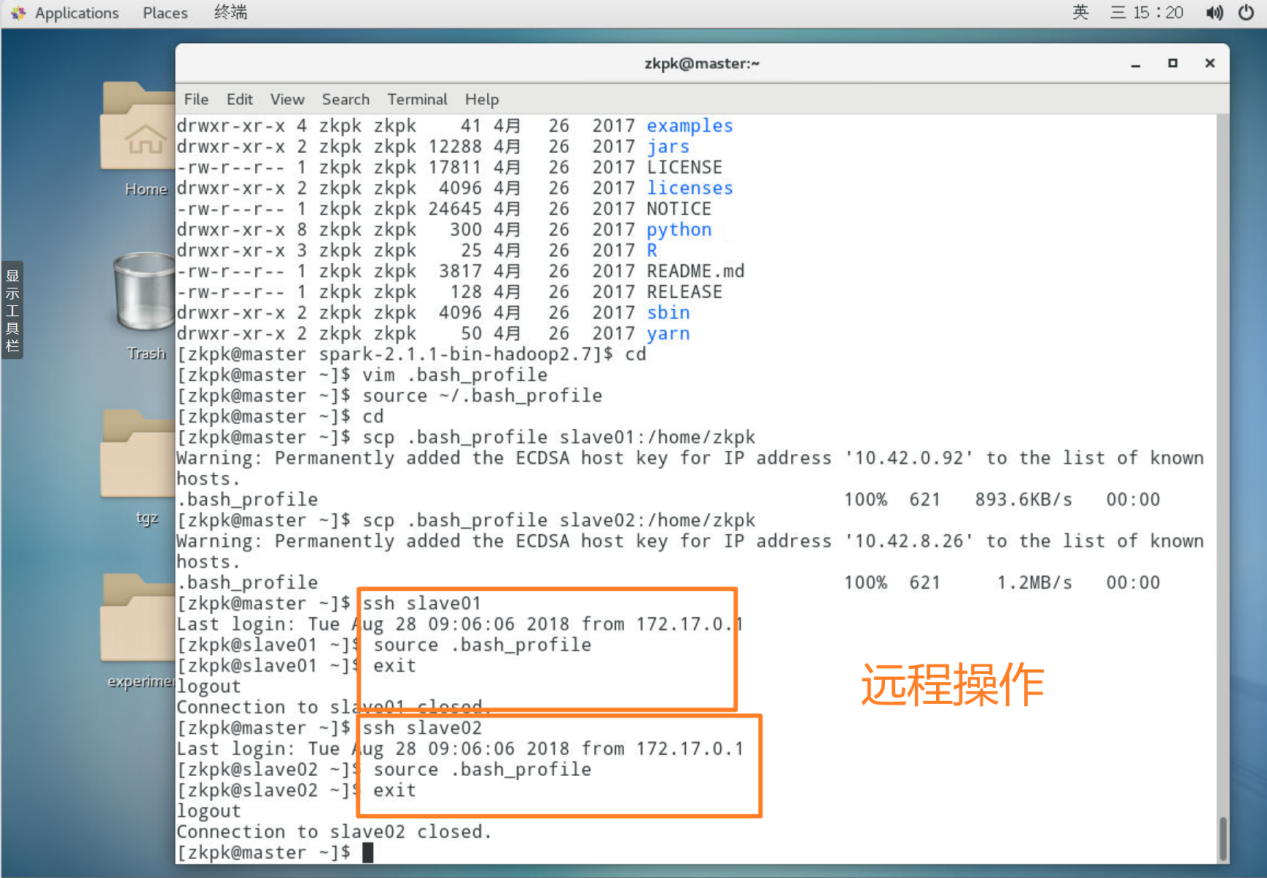 Applications Places 终端 英 三 15：20
zkpk@master:~
File Edit View Search Terminal Help
drwxr-xr-x 4 zkpk zkpk 41 4月 26 2017 examples
drwxr-xr-x 2 zkpk zkpk 12288 4月 26 2017 jars
-rw-r--r-- 1 zkpk zkpk 17811 4月 26 2017 LICENSE
drwxr-xr-x 2 zkpk zkpk 4096 4月 26 2017 licenses
-rw-r--r-- 1 zkpk zkpk 24645 4月 26 2017 NOTICE
drwxr-xr-x 8 zkpk zkpk 300 4月 26 2017 python
drwxr-xr-x 3 zkpk zkpk 25 4月 26 2017 R
-rw-r--r-- 1 zkpk zkpk 3817 4月 26 2017 README.md
-rw-r--r-- 1 zkpk zkpk 128 4月 26 2017 RELEASE
drwxr-xr-x 2 zkpk zkpk 4096 4月 26 2017 sbin
drwxr-xr-x 2 zkpk zkpk 50 4月 26 2017 yarn
[zkpk@master spark-2.1.1-bin-hadoop2.7]$ cd
[zkpk@master ~]$ vim .bash_profile
[zkpk@master ~]$ source ~/.bash_profile
[zkpk@master ~]$ cd
[zkpk@master ~]$ scp .bash_profile slave01:/home/zkpk
Warning: Permanently added the ECDSA host key for IP address '10.42.0.92' to the list of known
hosts.
.bash_profile 100% 621 893.6KB/s 00:00
[zkpk@master ~]$ scp .bash_profile slave02:/home/zkpk
Warning: Permanently added the ECDSA host key for IP address '10.42.8.26' to the list of known
hosts.
.bash_profile 100% 621 1.2MB/s 00:00
[zkpk@master ~]$ ssh slave01
Last login: Tue Aug 28 09:06:06 2018 from 172.17.0.1
[zkpk@slave01 ~]$ source .bash_profile
[zkpk@slave01 ~]$ exit
logout
Connection to slave01 closed.
[zkpk@master ~]$ ssh slave02
Last login: Tue Aug 28 09:06:06 2018 from 172.17.0.1
[zkpk@slave02 ~]$ source .bash_profile
[zkpk@slave02 ~]$ exit
logout
Connection to slave02 closed.
[zkpk@master ~]$
远程操作
Home
Trash
tgz
experimen
显示工具栏